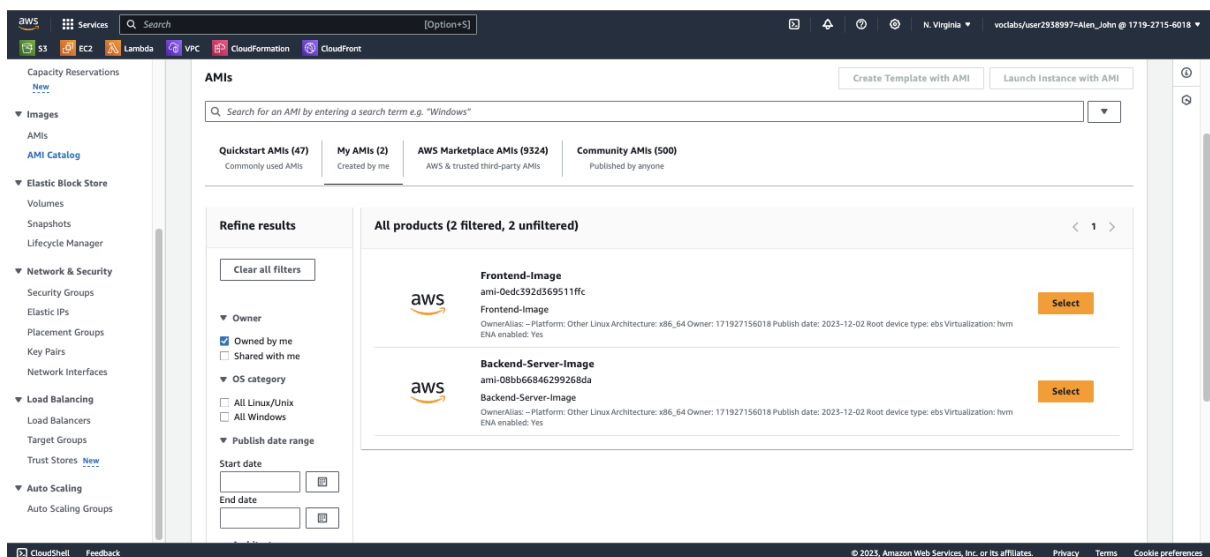 aws
Services
Search
[Option+S]
N. Virginia
voclabs/user2938997=Alen_John @ 1719-2715-6018
S3
EC2
Lambda
VPC
CloudFormation
CloudFront
Capacity Reservations
New
Images
AMIs
AMI Catalog
Elastic Block Store
Volumes
Snapshots
Lifecycle Manager
Network & Security
Security Groups
Elastic IPs
Placement Groups
Key Pairs
Network Interfaces
Load Balancing
Load Balancers
Target Groups
Trust Stores New
Auto Scaling
Auto Scaling Groups
AMIs
Create Template with AMI
Launch Instance with AMI
Search for an AMI by entering a search term e.g. "Windows"
Quickstart AMIs (47)
Commonly used AMIs
My AMIs (2)
Created by me
AWS Marketplace AMIs (9324)
AWS & trusted third-party AMIs
Community AMIs (500)
Published by anyone
Refine results
Clear all filters
Owner
Owned by me
Shared with me
OS category
All Linux/Unix
All Windows
Publish date range
Start date
End date
All products (2 filtered, 2 unfiltered)
1
aws
Frontend-Image
ami-0edc392d369511ffc
Frontend-Image
OwnerAlias: – Platform: Other Linux Architecture: x86_64 Owner: 171927156018 Publish date: 2023-12-02 Root device type: ebs Virtualization: hvm
ENA enabled: Yes
Select
aws
Backend-Server-Image
ami-08bb66846299268da
Backend-Server-Image
OwnerAlias: – Platform: Other Linux Architecture: x86_64 Owner: 171927156018 Publish date: 2023-12-02 Root device type: ebs Virtualization: hvm
ENA enabled: Yes
Select
CloudShell
Feedback
© 2023, Amazon Web Services, Inc. or its affiliates.
Privacy
Terms
Cookie preferences